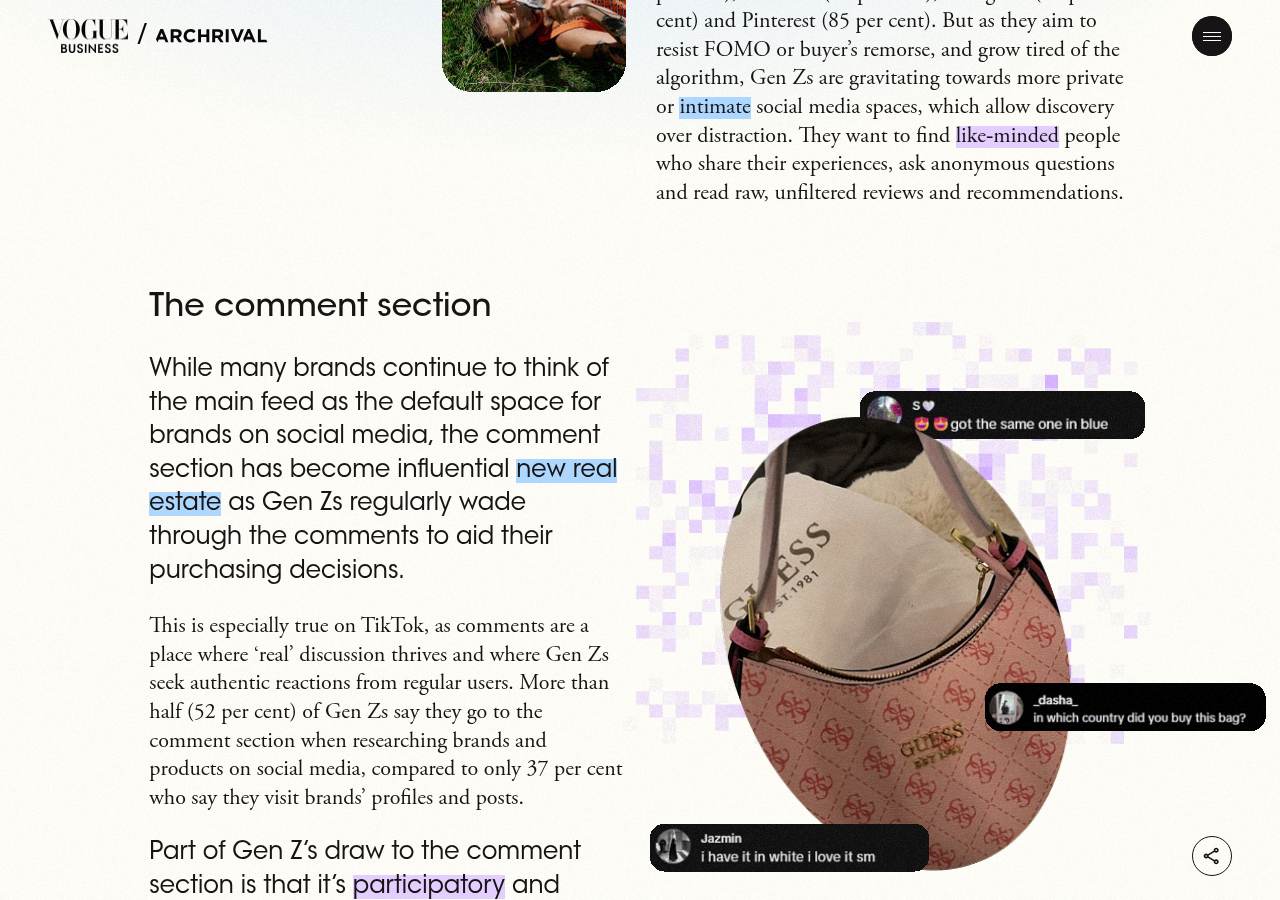 VOGUE
BUSINESS
/ ARCHRIVAL
cent) and Pinterest (85 per cent). But as they aim to
resist FOMO or buyer’s remorse, and grow tired of the
algorithm, Gen Zs are gravitating towards more private
or intimate social media spaces, which allow discovery
over distraction. They want to find like-minded people
who share their experiences, ask anonymous questions
and read raw, unfiltered reviews and recommendations.
The comment section
While many brands continue to think of
the main feed as the default space for
brands on social media, the comment
section has become influential new real
estate as Gen Zs regularly wade
through the comments to aid their
purchasing decisions.
This is especially true on TikTok, as comments are a
place where ‘real’ discussion thrives and where Gen Zs
seek authentic reactions from regular users. More than
half (52 per cent) of Gen Zs say they go to the
comment section when researching brands and
products on social media, compared to only 37 per cent
who say they visit brands’ profiles and posts.
Part of Gen Z’s draw to the comment
section is that it’s participatory and
S🤍
😍😍got the same one in blue
GUESS
EST.1981
GUESS
EST 1981
_dasha_
in which country did you buy this bag?
Jazmin
i have it in white i love it sm